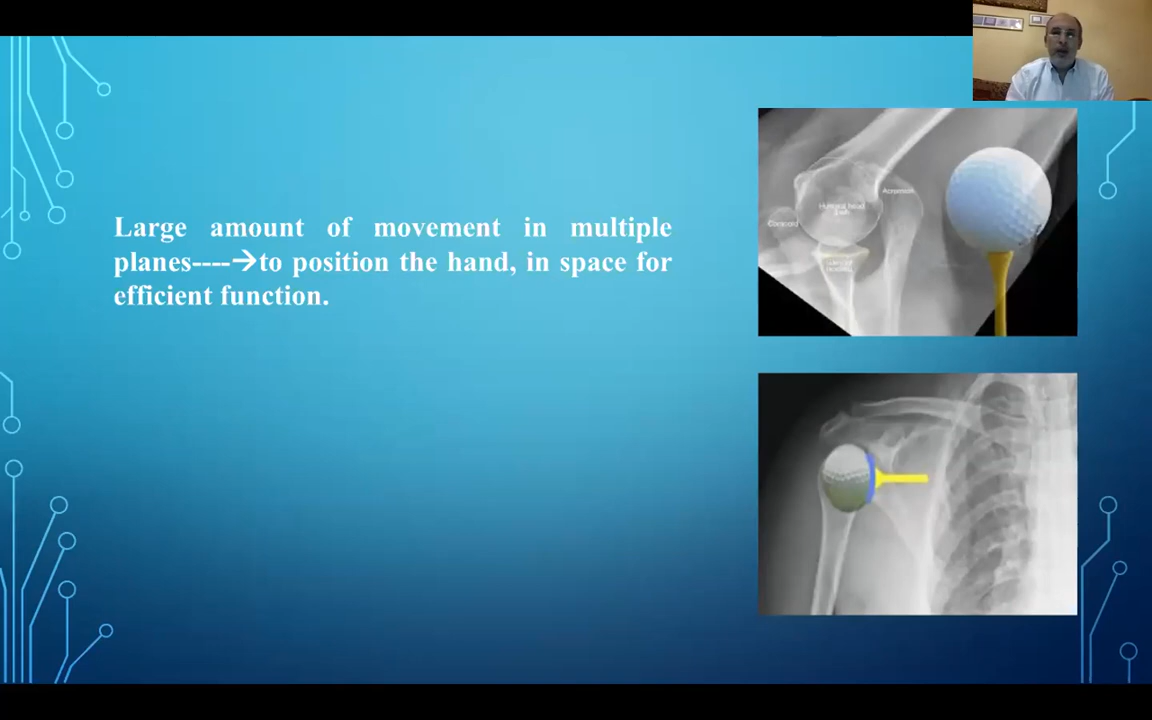 Large amount of movement in multiple
planes----→to position the hand, in space for
efficient function.
Acromion
Humeral head
Coracoid